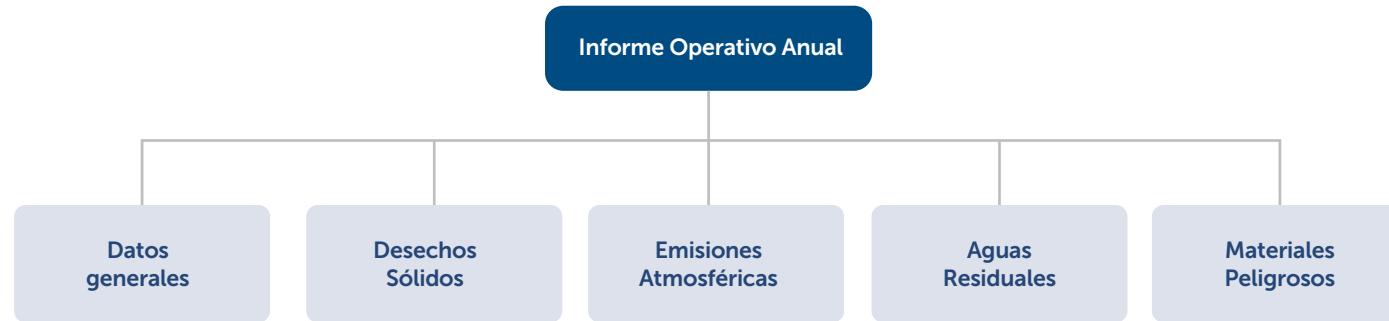 Informe Operativo Anual
Datos
generales
Desechos
Sólidos
Emisiones
Atmosféricas
Aguas
Residuales
Materiales
Peligrosos